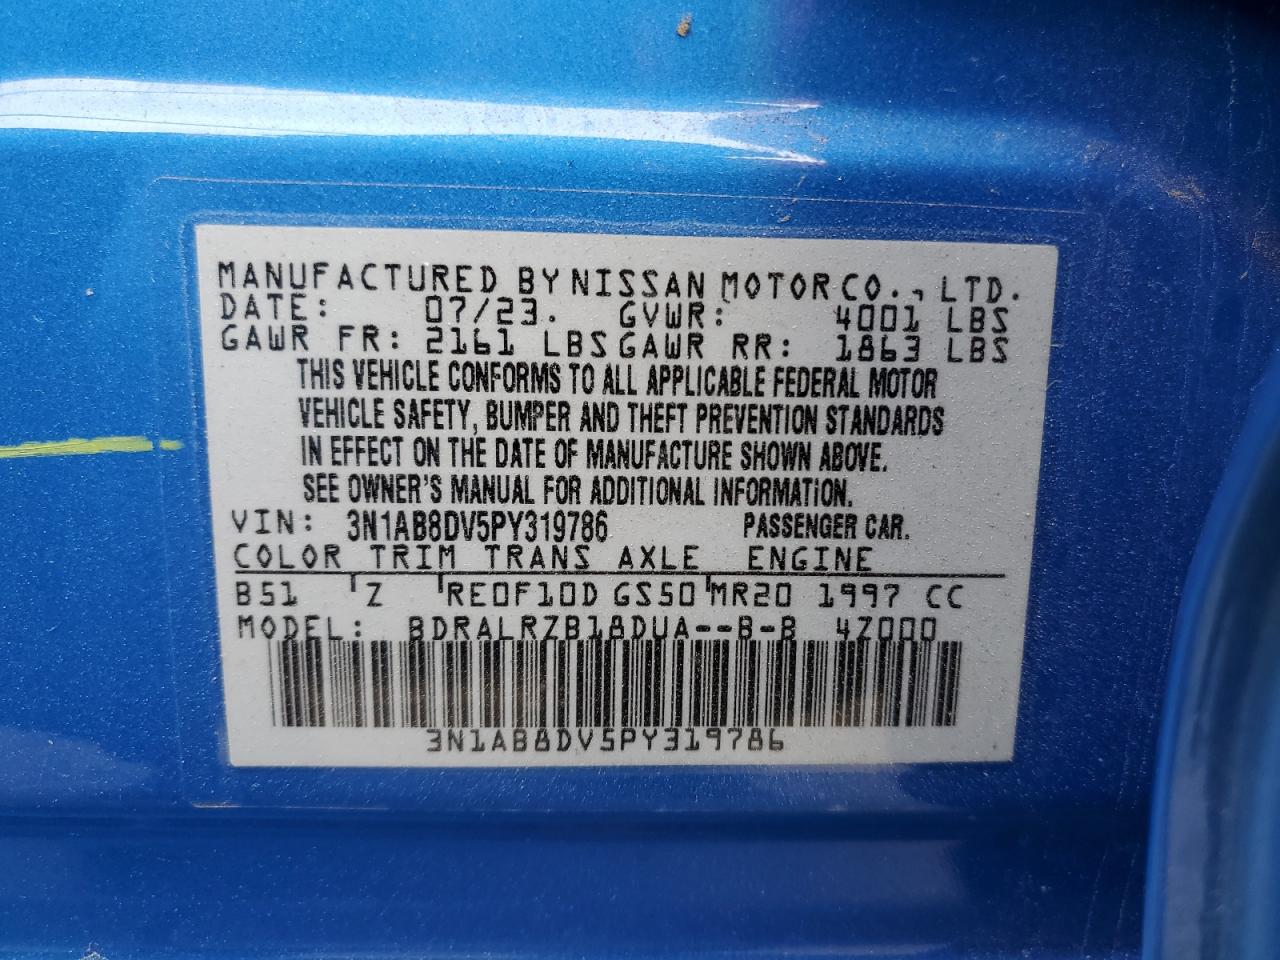 MANUFACTURED BY NISSAN MOTOR CO., LTD.
DATE: 07/23. GVWR: 4001 LBS
GAWR FR: 2161 LBS GAWR RR: 1863 LBS
THIS VEHICLE CONFORMS TO ALL APPLICABLE FEDERAL MOTOR
VEHICLE SAFETY, BUMPER AND THEFT PREVENTION STANDARDS
IN EFFECT ON THE DATE OF MANUFACTURE SHOWN ABOVE.
SEE OWNER'S MANUAL FOR ADDITIONAL INFORMATION.
VIN: 3N1AB8DV5PY319786 PASSENGER CAR.
COLOR TRIM TRANS AXLE ENGINE
B51 Z RE0F10D GS50 MR20 1997 CC
MODEL: BDRALRZB18DUA--B-B 4Z000
3N1AB8DV5PY319786